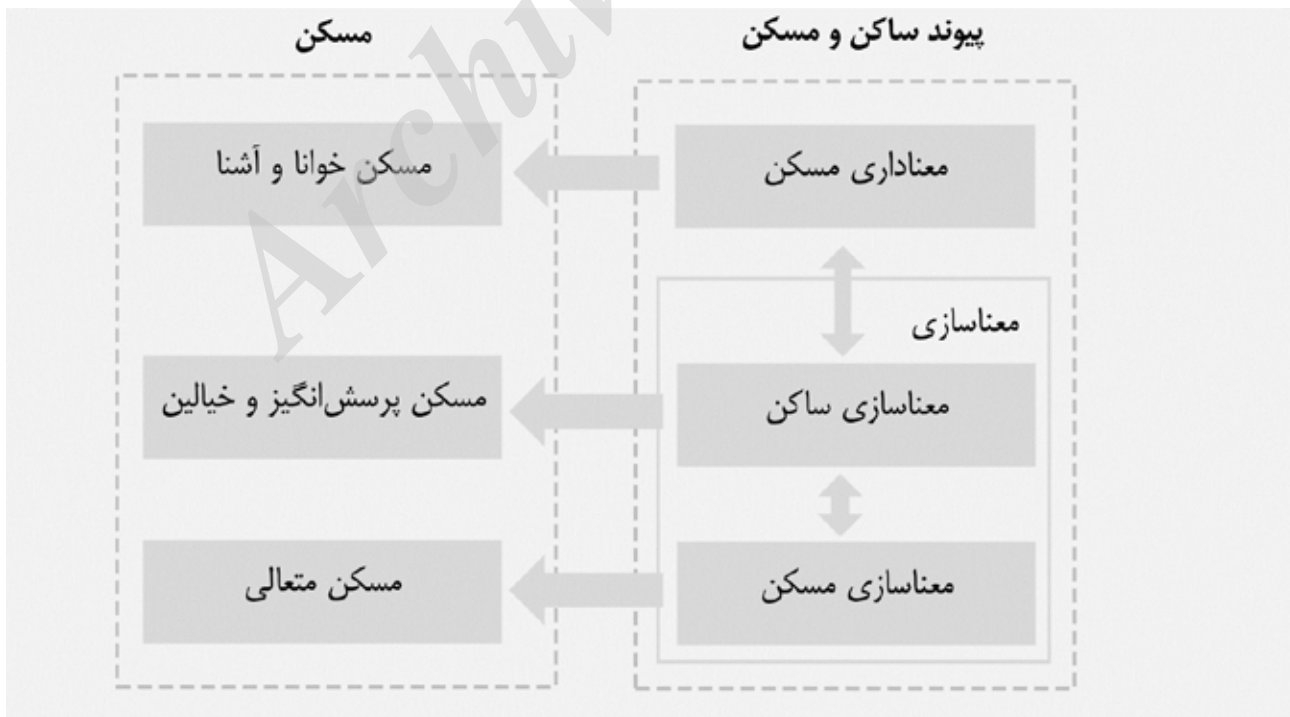 پیوند ساکن و مسکن
مسکن
معناداری مسکن
مسکن خوانا و آشنا
معناسازی
معناسازی ساکن
مسکن پرسش‌انگیز و خیالین
معناسازی مسکن
مسکن متعالی